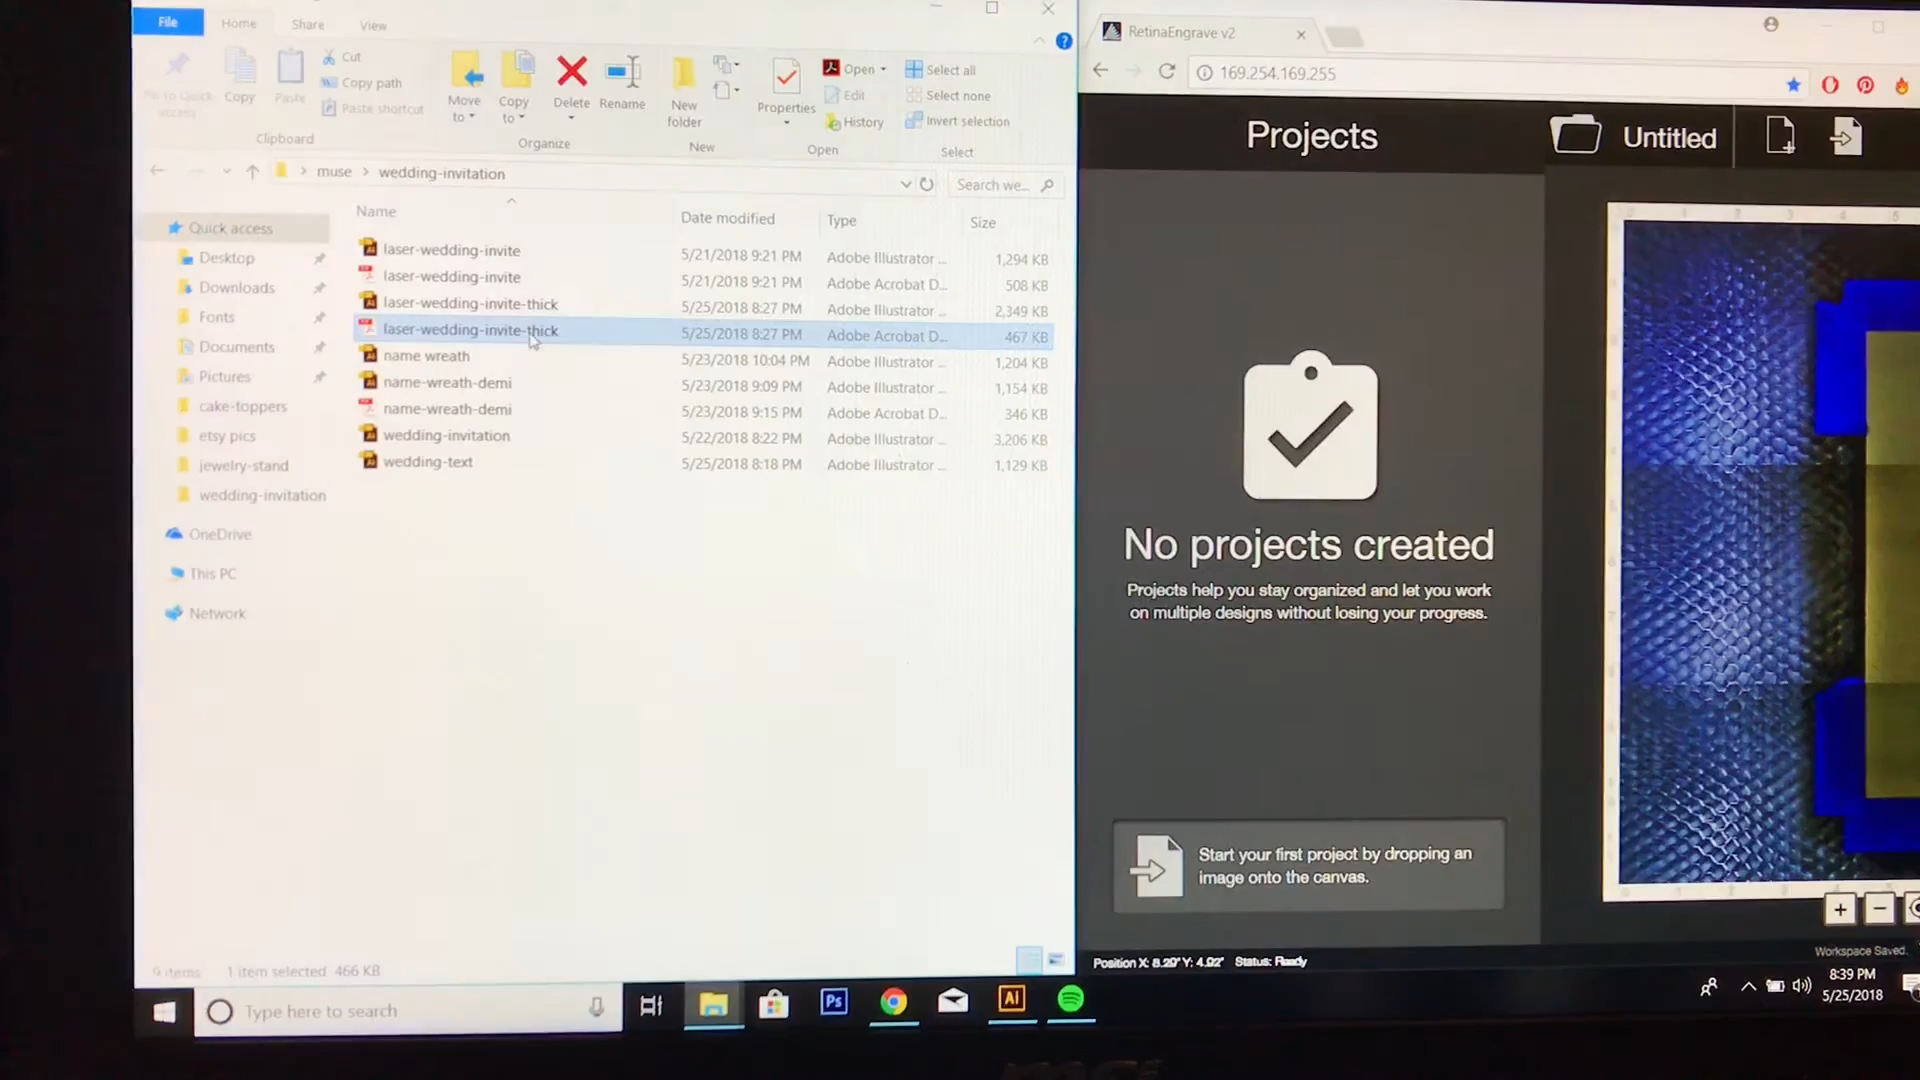 File Home Share View
Pin to Quick access
Copy
Paste
Cut
Copy path
Paste shortcut
Clipboard
Move to
Copy to
Delete
Rename
Organize
New folder
New
Properties
Open
Edit
History
Open
Select all
Select none
Invert selection
Select
muse > wedding-invitation
Search we...
Name Date modified Type Size
laser-wedding-invite 5/21/2018 9:21 PM Adobe Illustrator ... 1,294 KB
laser-wedding-invite 5/21/2018 9:21 PM Adobe Acrobat D... 508 KB
laser-wedding-invite-thick 5/25/2018 8:27 PM Adobe Illustrator ... 2,349 KB
laser-wedding-invite-thick 5/25/2018 8:27 PM Adobe Acrobat D... 467 KB
name wreath 5/23/2018 10:04 PM Adobe Illustrator ... 1,204 KB
name-wreath-demi 5/23/2018 9:09 PM Adobe Illustrator ... 1,154 KB
name-wreath-demi 5/23/2018 9:15 PM Adobe Acrobat D... 346 KB
wedding-invitation 5/22/2018 8:22 PM Adobe Illustrator ... 3,206 KB
wedding-text 5/25/2018 8:18 PM Adobe Illustrator ... 1,129 KB
Quick access
Desktop
Downloads
Fonts
Documents
Pictures
cake-toppers
etsy pics
jewelry-stand
wedding-invitation
OneDrive
This PC
Network
9 items 1 item selected 466 KB
RetinaEngrave v2
169.254.169.255
Projects
Untitled
No projects created
Projects help you stay organized and let you work
on multiple designs without losing your progress.
Start your first project by dropping an
image onto the canvas.
Position X: 8.29" Y: 4.92" Status: Ready
Workspace Saved.
Type here to search
Ps
Ai
8:39 PM
5/25/2018